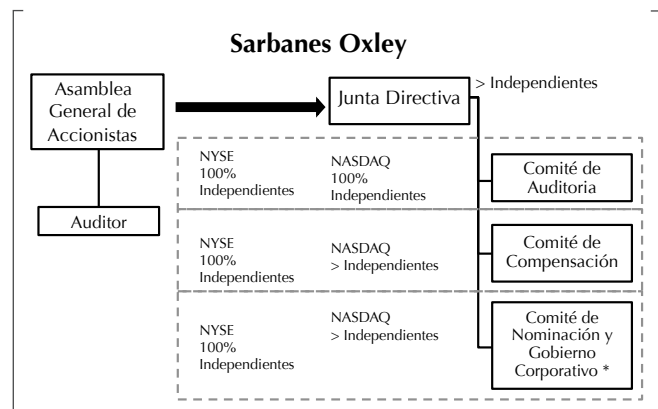 Sarbanes Oxley
Asamblea
General de
Accionistas
Junta Directiva
> Independientes
Auditor
NYSE
100%
Independientes
NASDAQ
100%
Independientes
Comité de
Auditoria
NYSE
100%
Independientes
NASDAQ
> Independientes
Comité de
Compensación
NYSE
100%
Independientes
NASDAQ
> Independientes
Comité de
Nominación y
Gobierno
Corporativo *